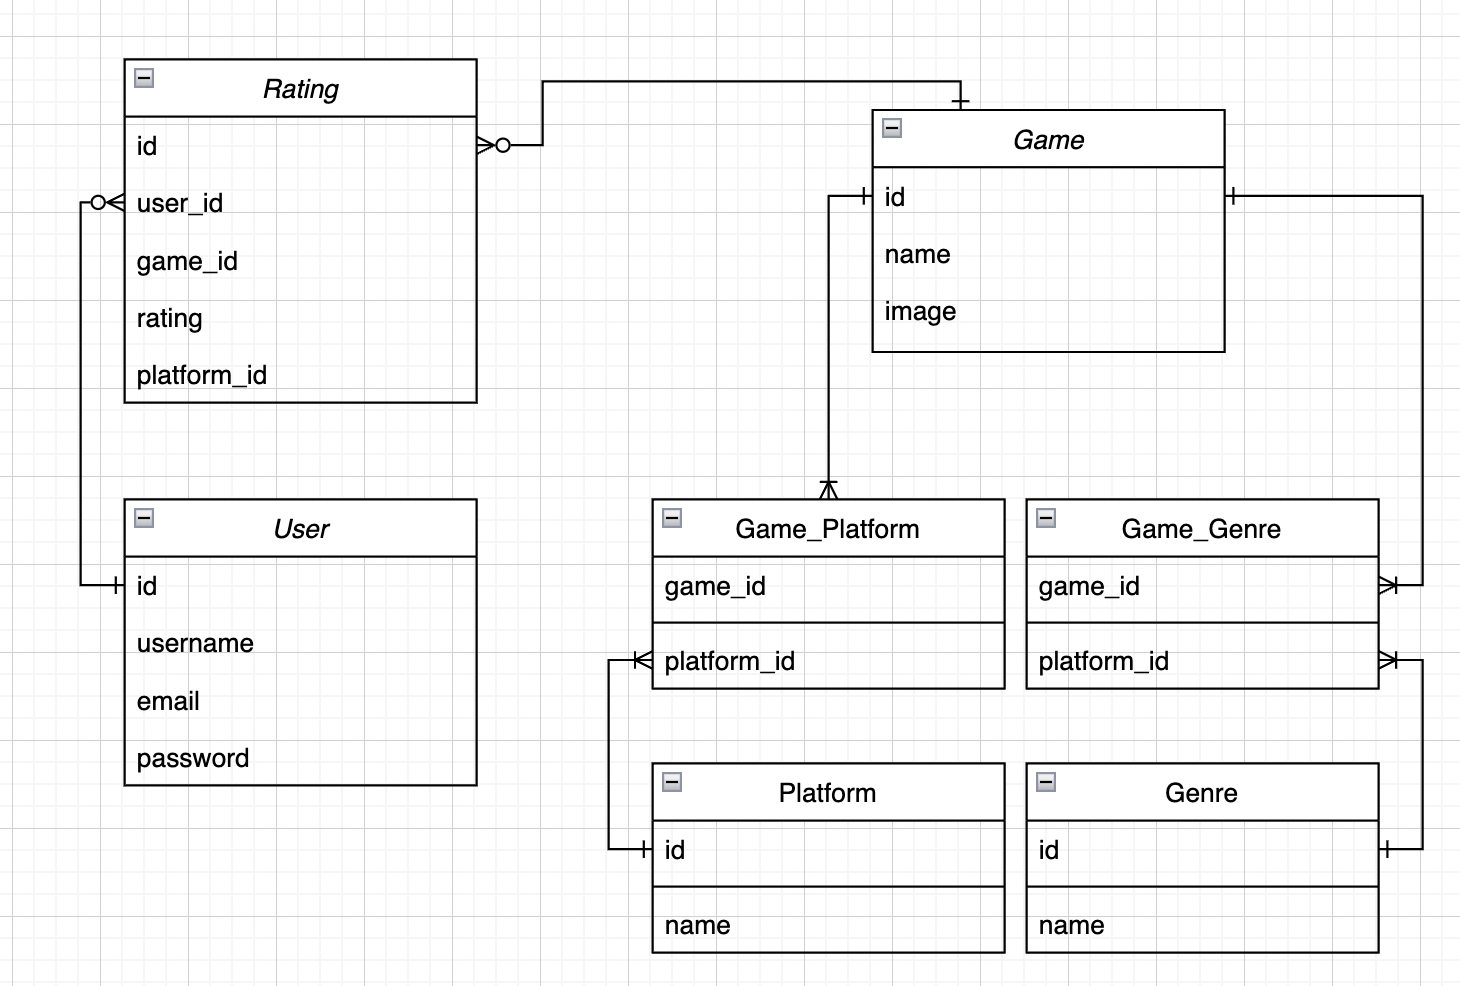 Rating
id
user_id
game_id
rating
platform_id
Game
id
name
image
User
id
username
email
password
Game_Platform
game_id
platform_id
Game_Genre
game_id
platform_id
Platform
id
name
Genre
id
name